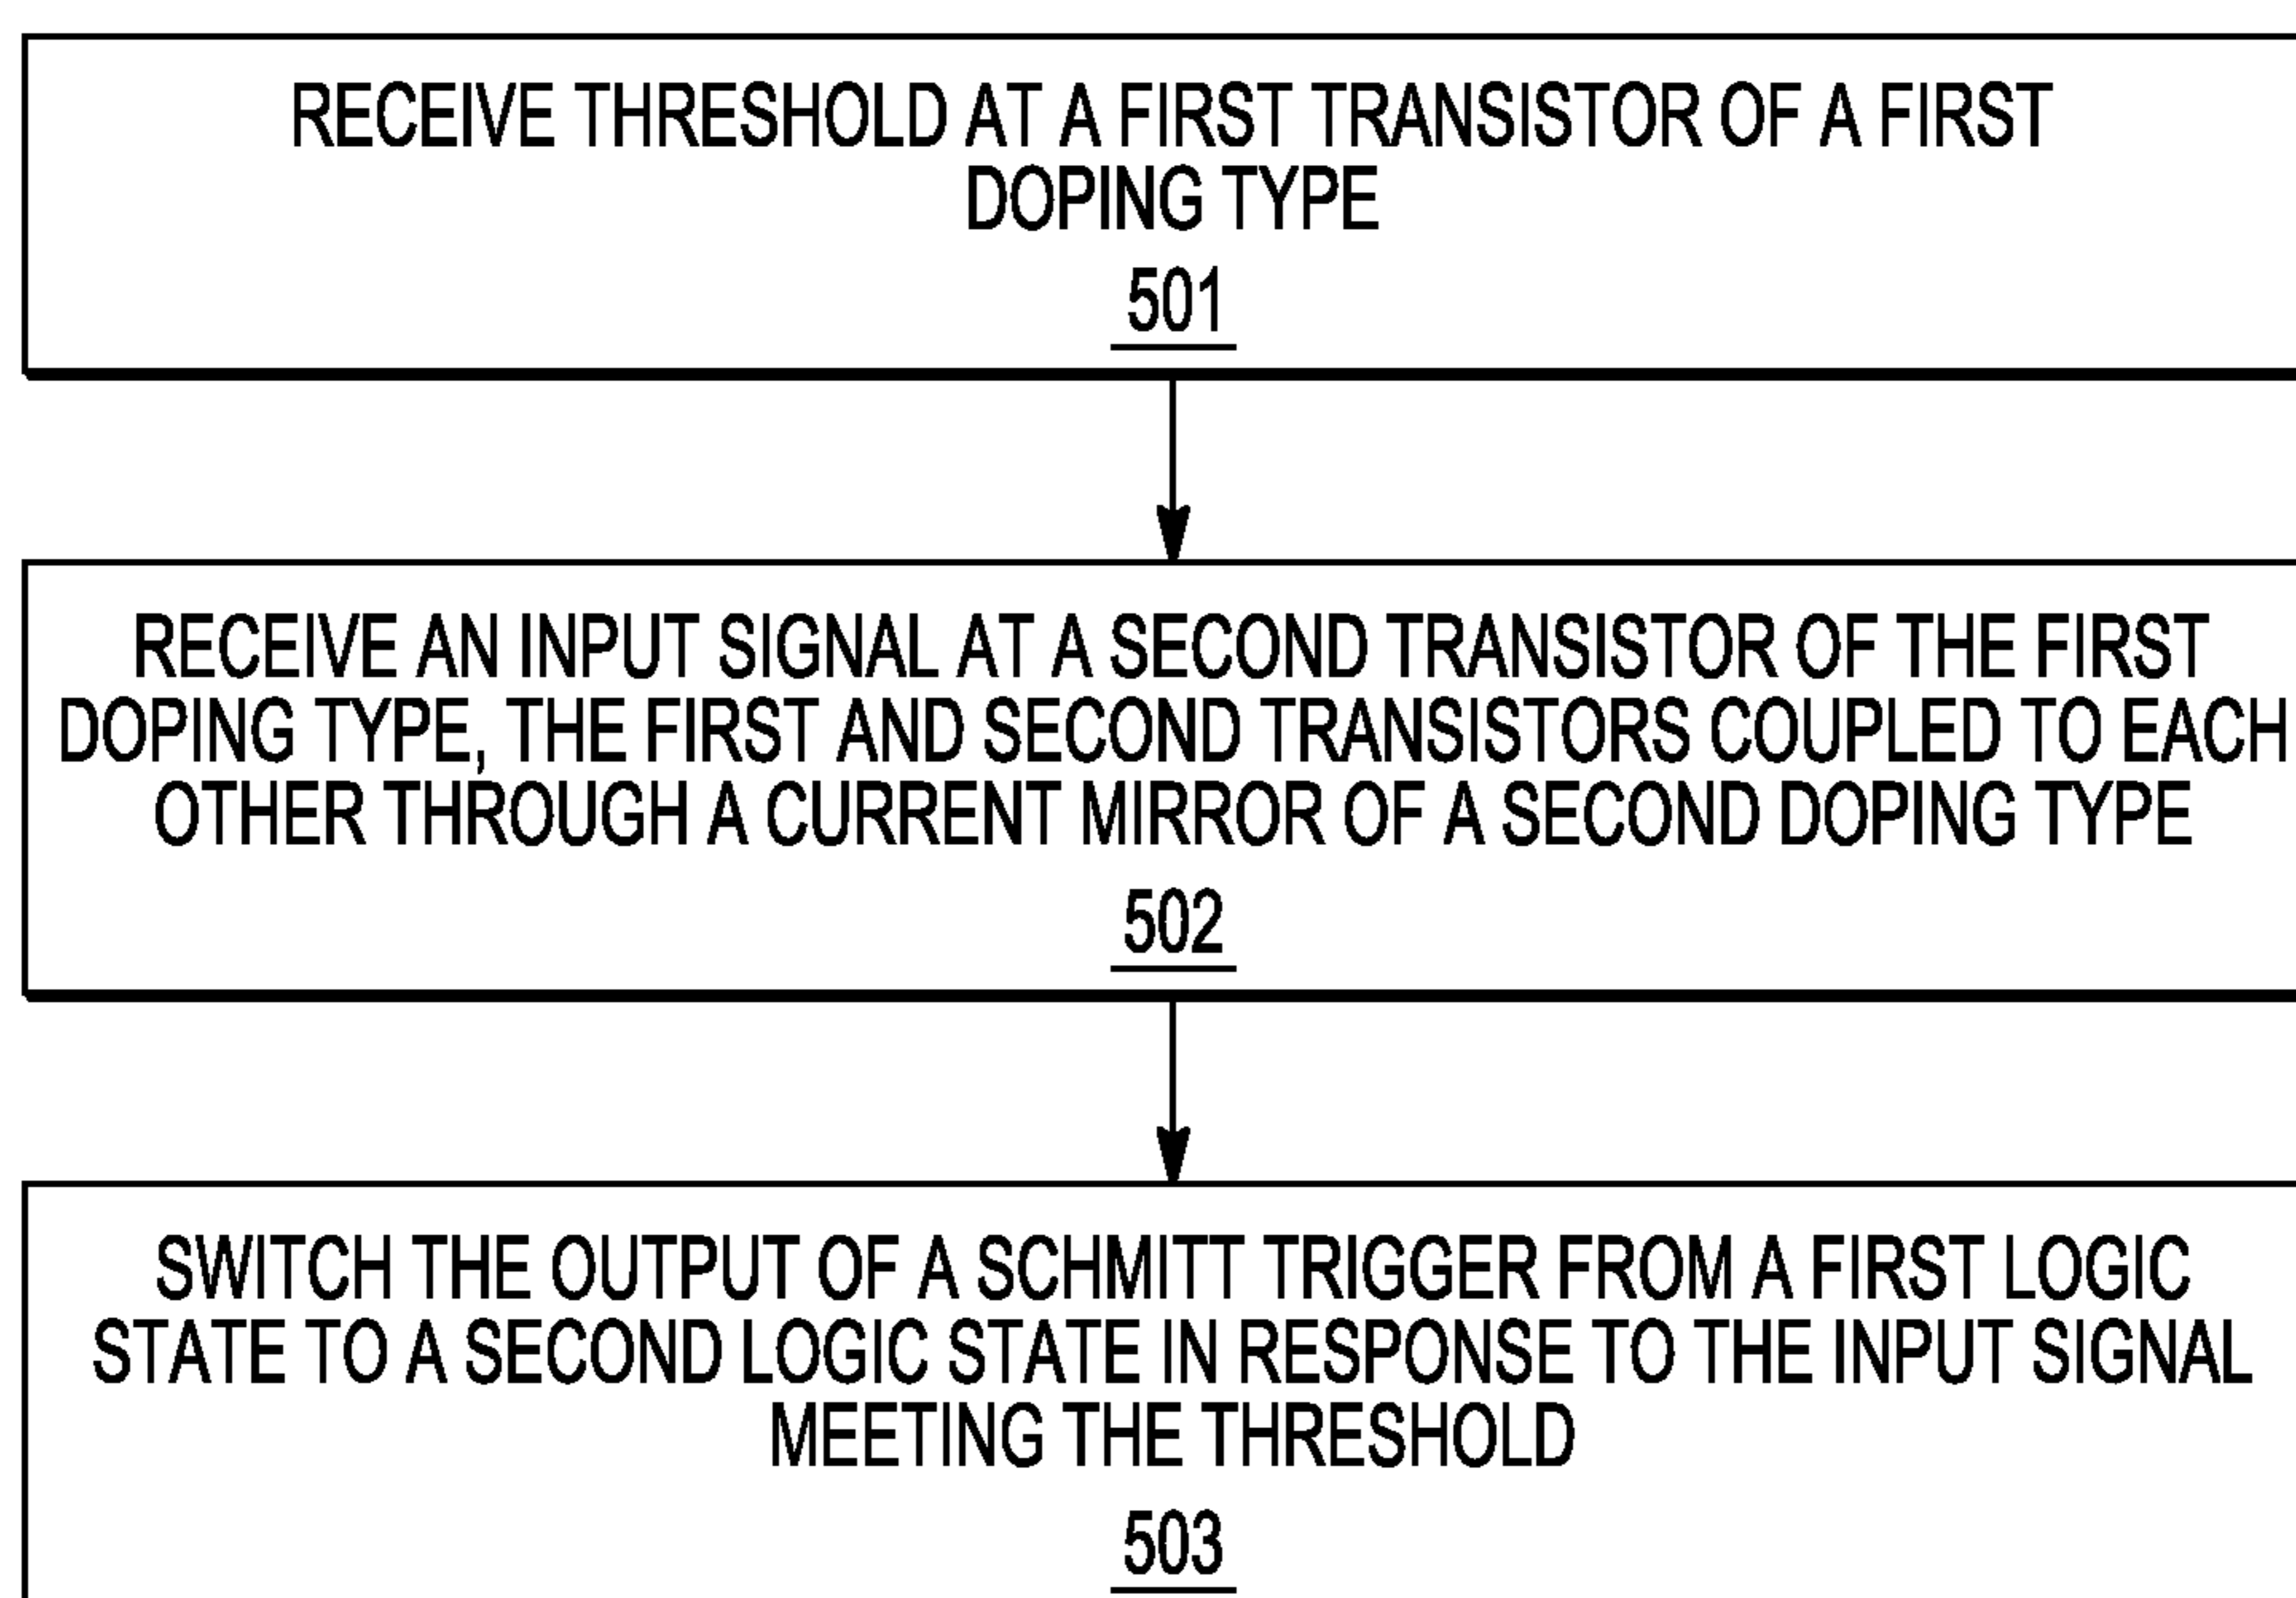 RECEIVE THRESHOLD AT A FIRST TRANSISTOR OF A FIRST
DOPING TYPE
501
RECEIVE AN INPUT SIGNAL AT A SECOND TRANSISTOR OF THE FIRST
DOPING TYPE, THE FIRST AND SECOND TRANSISTORS COUPLED TO EACH
OTHER THROUGH A CURRENT MIRROR OF A SECOND DOPING TYPE
502
SWITCH THE OUTPUT OF A SCHMITT TRIGGER FROM A FIRST LOGIC
STATE TO A SECOND LOGIC STATE IN RESPONSE TO THE INPUT SIGNAL
MEETING THE THRESHOLD
503